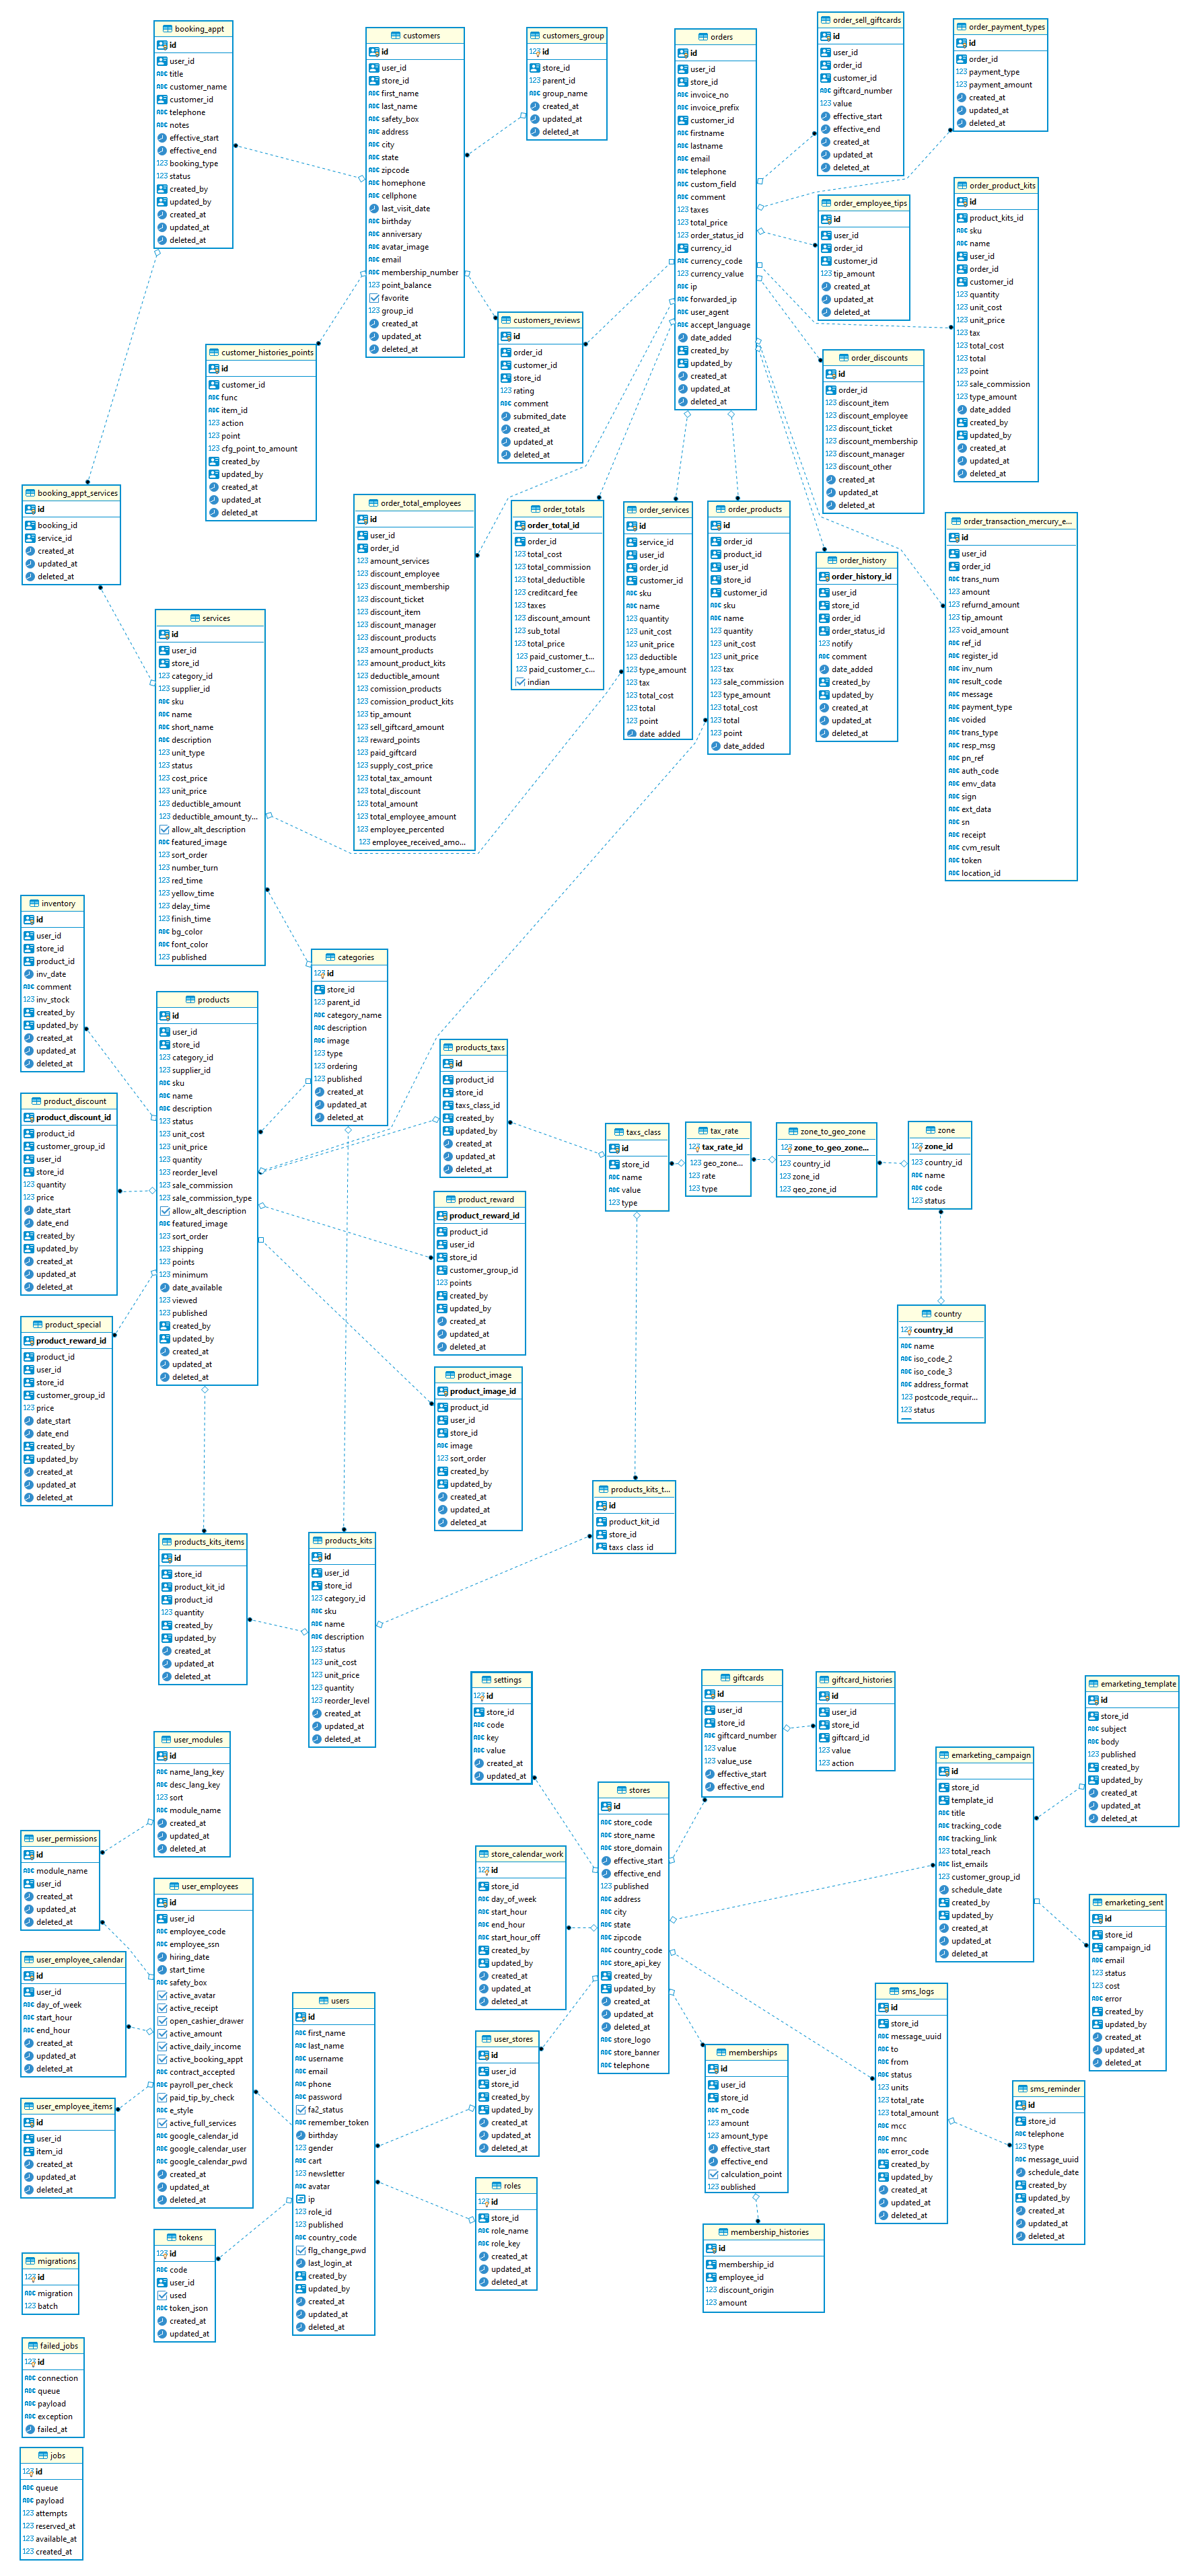 booking_appt
id
user_id
title
customer_name
customer_id
telephone
notes
effective_start
effective_end
booking_type
status
created_by
updated_by
created_at
updated_at
deleted_at
customers
id
user_id
store_id
first_name
last_name
safety_box
address
city
state
zipcode
homephone
cellphone
last_visit_date
birthday
anniversary
avatar_image
email
membership_number
point_balance
favorite
group_id
created_at
updated_at
deleted_at
customers_group
id
store_id
parent_id
group_name
created_at
updated_at
deleted_at
orders
id
user_id
store_id
invoice_no
invoice_prefix
customer_id
firstname
lastname
email
telephone
custom_field
comment
taxes
total_price
order_status_id
currency_id
currency_code
currency_value
ip
forwarded_ip
user_agent
accept_language
date_added
created_by
updated_by
created_at
updated_at
deleted_at
order_sell_giftcards
id
user_id
order_id
customer_id
giftcard_number
value
effective_start
effective_end
created_at
updated_at
deleted_at
order_payment_types
id
order_id
payment_type
payment_amount
created_at
updated_at
deleted_at
order_employee_tips
id
user_id
order_id
customer_id
tip_amount
created_at
updated_at
deleted_at
order_product_kits
id
product_kits_id
sku
name
user_id
order_id
customer_id
quantity
unit_cost
unit_price
tax
total_cost
total
point
sale_commission
type_amount
date_added
created_by
updated_by
created_at
updated_at
deleted_at
customer_histories_points
id
customer_id
func
item_id
action
point
cfg_point_to_amount
created_by
updated_by
created_at
updated_at
deleted_at
customers_reviews
id
order_id
customer_id
store_id
rating
comment
submited_date
created_at
updated_at
deleted_at
order_discounts
id
order_id
discount_item
discount_employee
discount_ticket
discount_membership
discount_manager
discount_other
created_at
updated_at
deleted_at
booking_appt_services
id
booking_id
service_id
created_at
updated_at
deleted_at
order_total_employees
id
user_id
order_id
amount_services
discount_employee
discount_membership
discount_ticket
discount_item
discount_manager
discount_products
amount_products
amount_product_kits
deductible_amount
comission_products
comission_product_kits
tip_amount
sell_giftcard_amount
reward_points
paid_giftcard
supply_cost_price
total_tax_amount
total_discount
total_amount
total_employee_amount
employee_percented
employee_received_amo...
order_totals
order_total_id
order_id
total_cost
total_commission
total_deductible
creditcard_fee
taxes
discount_amount
sub_total
total_price
paid_customer_t...
paid_customer_c...
indian
order_services
id
service_id
user_id
order_id
customer_id
sku
name
quantity
unit_cost
unit_price
deductible
type_amount
tax
total_cost
total
point
date_added
order_products
id
order_id
product_id
user_id
store_id
customer_id
sku
name
quantity
unit_cost
unit_price
tax
sale_commission
type_amount
total_cost
total
point
date_added
order_history
order_history_id
user_id
store_id
order_id
order_status_id
notify
comment
date_added
created_by
updated_by
created_at
updated_at
deleted_at
order_transaction_mercury_e...
id
user_id
order_id
trans_num
amount
refurnd_amount
tip_amount
void_amount
ref_id
register_id
inv_num
result_code
message
payment_type
voided
trans_type
resp_msg
pn_ref
auth_code
emv_data
sign
ext_data
sn
receipt
cvm_result
token
location_id
services
id
user_id
store_id
category_id
supplier_id
sku
name
short_name
description
unit_type
status
cost_price
unit_price
deductible_amount
deductible_amount_ty...
allow_alt_description
featured_image
sort_order
number_turn
red_time
yellow_time
delay_time
finish_time
bg_color
font_color
published
inventory
id
user_id
store_id
product_id
inv_date
comment
inv_stock
created_by
updated_by
created_at
updated_at
deleted_at
categories
id
store_id
parent_id
category_name
description
image
type
ordering
published
created_at
updated_at
deleted_at
products
id
user_id
store_id
category_id
supplier_id
sku
name
description
status
unit_cost
unit_price
quantity
reorder_level
sale_commission
sale_commission_type
allow_alt_description
featured_image
sort_order
shipping
points
minimum
date_available
viewed
published
created_by
updated_by
created_at
updated_at
deleted_at
products_taxs
id
product_id
store_id
taxs_class_id
created_by
updated_by
created_at
updated_at
deleted_at
product_discount
product_discount_id
product_id
customer_group_id
user_id
store_id
quantity
price
date_start
date_end
created_by
updated_by
created_at
updated_at
deleted_at
taxs_class
id
store_id
name
value
type
tax_rate
tax_rate_id
geo_zone...
rate
type
zone_to_geo_zone
zone_to_geo_zone...
country_id
zone_id
geo_zone_id
zone
zone_id
country_id
name
code
status
product_reward
product_reward_id
product_id
user_id
store_id
customer_group_id
points
created_by
updated_by
created_at
updated_at
deleted_at
country
country_id
name
iso_code_2
iso_code_3
address_format
postcode_requir...
status
product_special
product_reward_id
product_id
user_id
store_id
customer_group_id
price
date_start
date_end
created_by
updated_by
created_at
updated_at
deleted_at
product_image
product_image_id
product_id
user_id
store_id
image
sort_order
created_by
updated_by
created_at
updated_at
deleted_at
products_kits_t...
id
product_kit_id
store_id
taxs_class_id
products_kits_items
id
store_id
product_kit_id
product_id
quantity
created_by
updated_by
created_at
updated_at
deleted_at
products_kits
id
user_id
store_id
category_id
sku
name
description
status
unit_cost
unit_price
quantity
reorder_level
created_at
updated_at
deleted_at
settings
id
store_id
code
key
value
created_at
updated_at
giftcards
id
user_id
store_id
giftcard_number
value
value_use
effective_start
effective_end
giftcard_histories
id
user_id
store_id
giftcard_id
value
action
emarketing_template
id
store_id
subject
body
published
created_by
updated_by
created_at
updated_at
deleted_at
user_modules
id
name_lang_key
desc_lang_key
sort
module_name
created_at
updated_at
deleted_at
emarketing_campaign
id
store_id
template_id
title
tracking_code
tracking_link
total_reach
list_emails
customer_group_id
schedule_date
created_by
updated_by
created_at
updated_at
deleted_at
stores
id
store_code
store_name
store_domain
effective_start
effective_end
published
address
city
state
zipcode
country_code
store_api_key
created_by
updated_by
created_at
updated_at
deleted_at
store_logo
store_banner
telephone
user_permissions
id
module_name
user_id
created_at
updated_at
deleted_at
store_calendar_work
id
store_id
day_of_week
start_hour
end_hour
start_hour_off
created_by
updated_by
created_at
updated_at
deleted_at
user_employees
id
user_id
employee_code
employee_ssn
hiring_date
start_time
safety_box
active_avatar
active_receipt
open_cashier_drawer
active_amount
active_daily_income
active_booking_appt
contract_accepted
payroll_per_check
paid_tip_by_check
e_style
active_full_services
google_calendar_id
google_calendar_user
google_calendar_pwd
created_at
updated_at
deleted_at
emarketing_sent
id
store_id
campaign_id
email
status
cost
error
created_by
updated_by
created_at
updated_at
deleted_at
user_employee_calendar
id
user_id
day_of_week
start_hour
end_hour
created_at
updated_at
deleted_at
users
id
first_name
last_name
username
email
phone
password
fa2_status
remember_token
birthday
gender
cart
newsletter
avatar
ip
role_id
published
country_code
flg_change_pwd
last_login_at
created_by
updated_by
created_at
updated_at
deleted_at
sms_logs
id
store_id
message_uuid
to
from
status
units
total_rate
total_amount
mcc
mnc
error_code
created_by
updated_by
created_at
updated_at
deleted_at
user_stores
id
user_id
store_id
created_by
updated_by
created_at
updated_at
deleted_at
memberships
id
user_id
store_id
m_code
amount
amount_type
effective_start
effective_end
calculation_point
published
sms_reminder
id
store_id
telephone
type
message_uuid
schedule_date
created_by
updated_by
created_at
updated_at
deleted_at
user_employee_items
id
user_id
item_id
created_at
updated_at
deleted_at
roles
id
store_id
role_name
role_key
created_at
updated_at
deleted_at
membership_histories
id
membership_id
employee_id
discount_origin
amount
tokens
id
code
user_id
used
token_json
created_at
updated_at
migrations
id
migration
batch
failed_jobs
id
connection
queue
payload
exception
failed_at
jobs
id
queue
payload
attempts
reserved_at
available_at
created_at